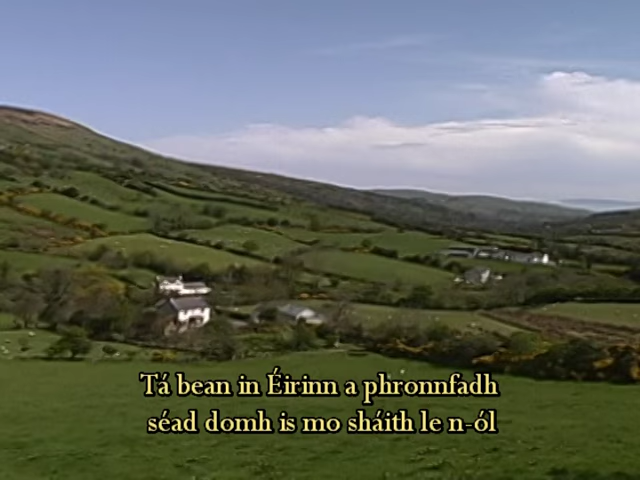 Tá bean in Éirinn a phronnfadh
séad domh is mo sháith le n-ól